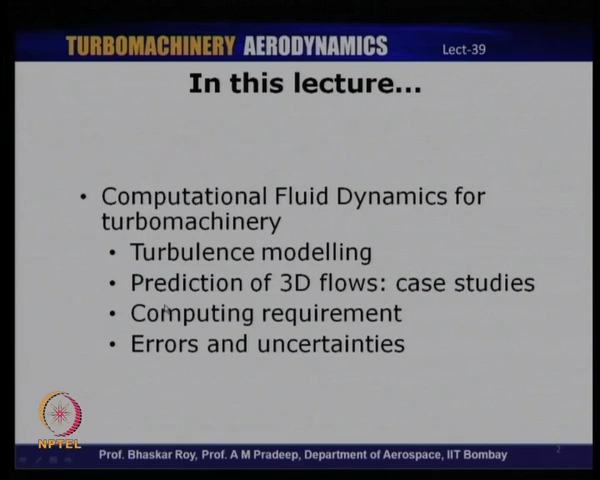 TURBOMACHINERY AERODYNAMICS Lect-39
In this lecture...
• Computational Fluid Dynamics for
turbomachinery
• Turbulence modelling
• Prediction of 3D flows: case studies
• Computing requirement
• Errors and uncertainties
NPTEL
Prof. Bhaskar Roy, Prof. A M Pradeep, Department of Aerospace, IIT Bombay 2